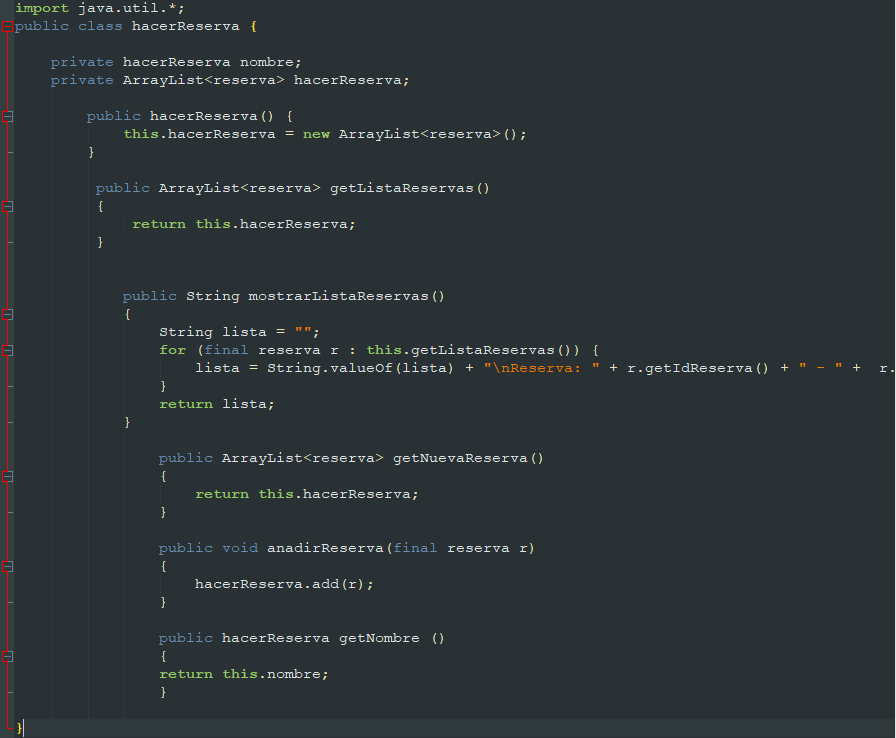 import java.util.*;
public class hacerReserva {
private hacerReserva nombre;
private ArrayList<reserva> hacerReserva;
public hacerReserva() {
this.hacerReserva = new ArrayList<reserva>();
}
public ArrayList<reserva> getListaReservas()
{
return this.hacerReserva;
}
public String mostrarListaReservas()
{
String lista = "";
for (final reserva r : this.getListaReservas()) {
lista = String.valueOf(lista) + "\nReserva: " + r.getIdReserva() + " - " +  r.
}
return lista;
}
public ArrayList<reserva> getNuevaReserva()
{
return this.hacerReserva;
}
public void anadirReserva(final reserva r)
{
hacerReserva.add(r);
}
public hacerReserva getNombre ()
{
return this.nombre;
}
}